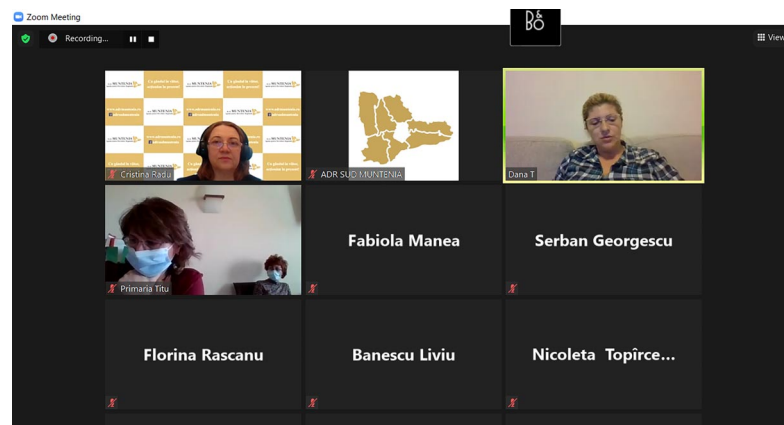 Zoom Meeting
B&O
Recording...
View
Cristina Radu
ADR SUD MUNTENIA
Dana T
Primaria Titu
Fabiola Manea
Serban Georgescu
Florina Rascanu
Banescu Liviu
Nicoleta Topîrce...